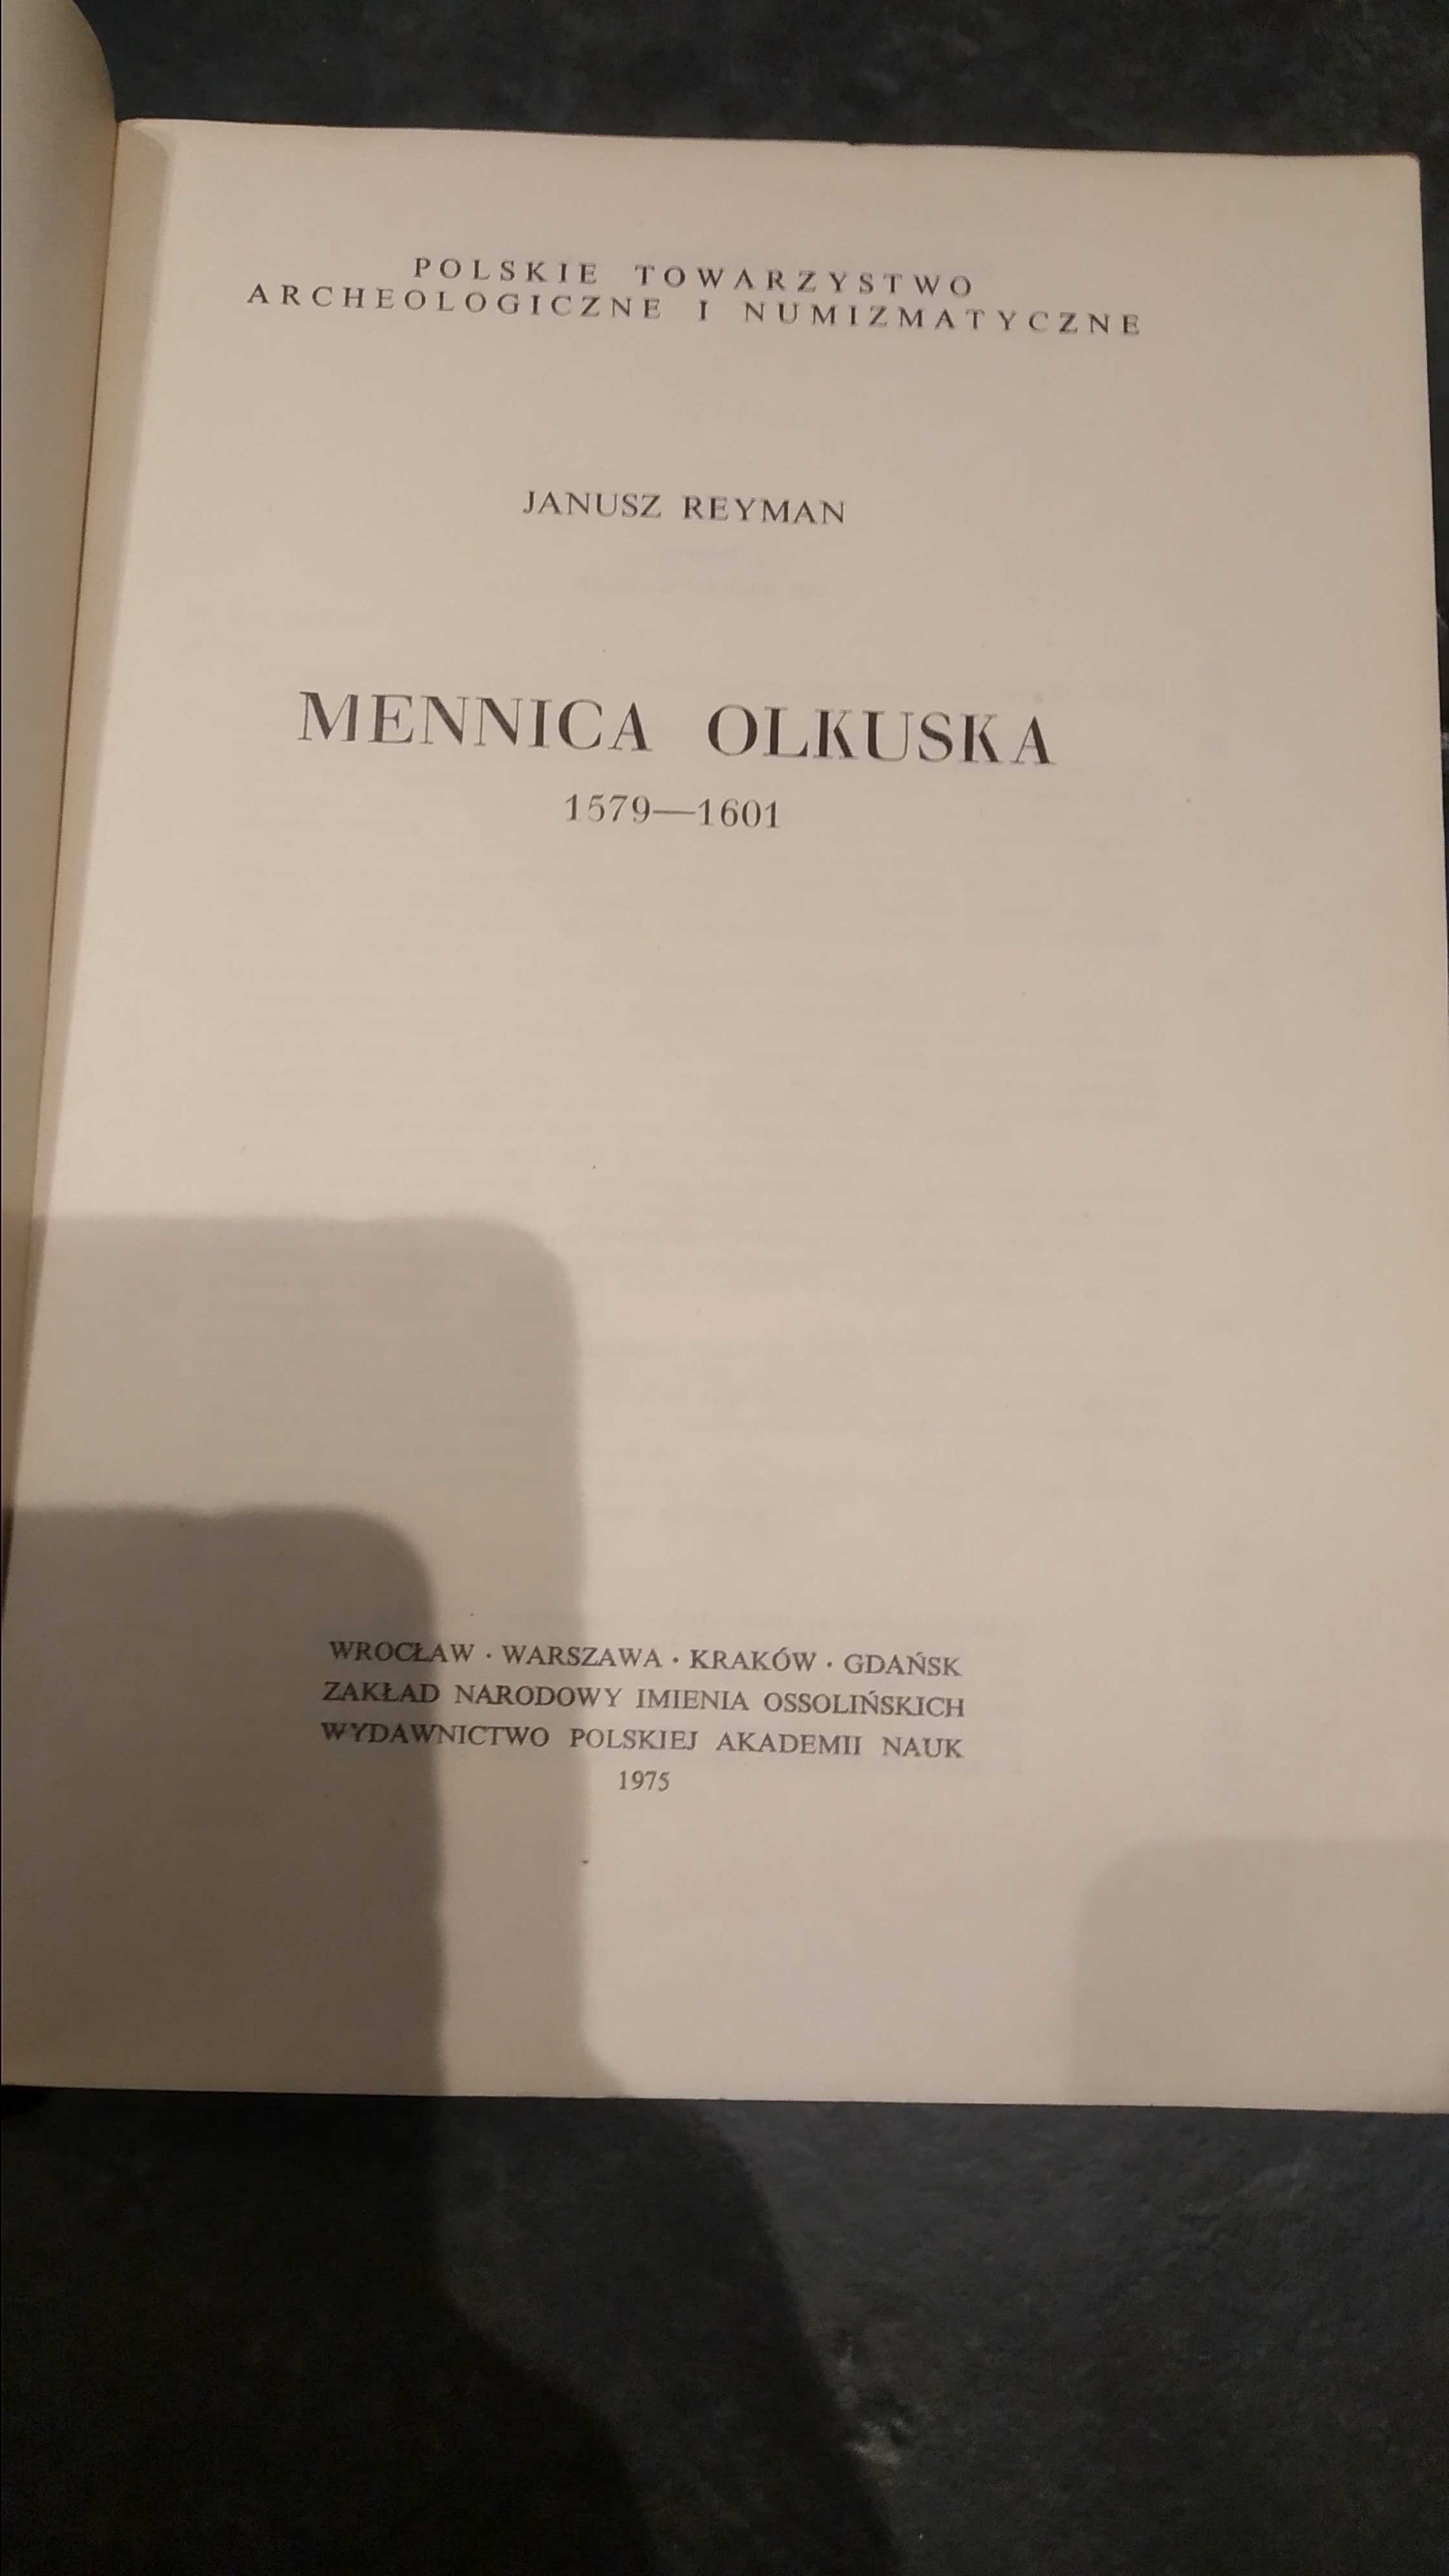 POLSKIE TOWARZYSTWO
ARCHEOLOGICZNE I NUMIZMATYCZNE
JANUSZ REYMAN
MENNICA OLKUSKA
1579—1601
WROCŁAW · WARSZAWA · KRAKÓW · GDAŃSK
ZAKŁAD NARODOWY IMIENIA OSSOLIŃSKICH
WYDAWNICTWO POLSKIEJ AKADEMII NAUK
1975